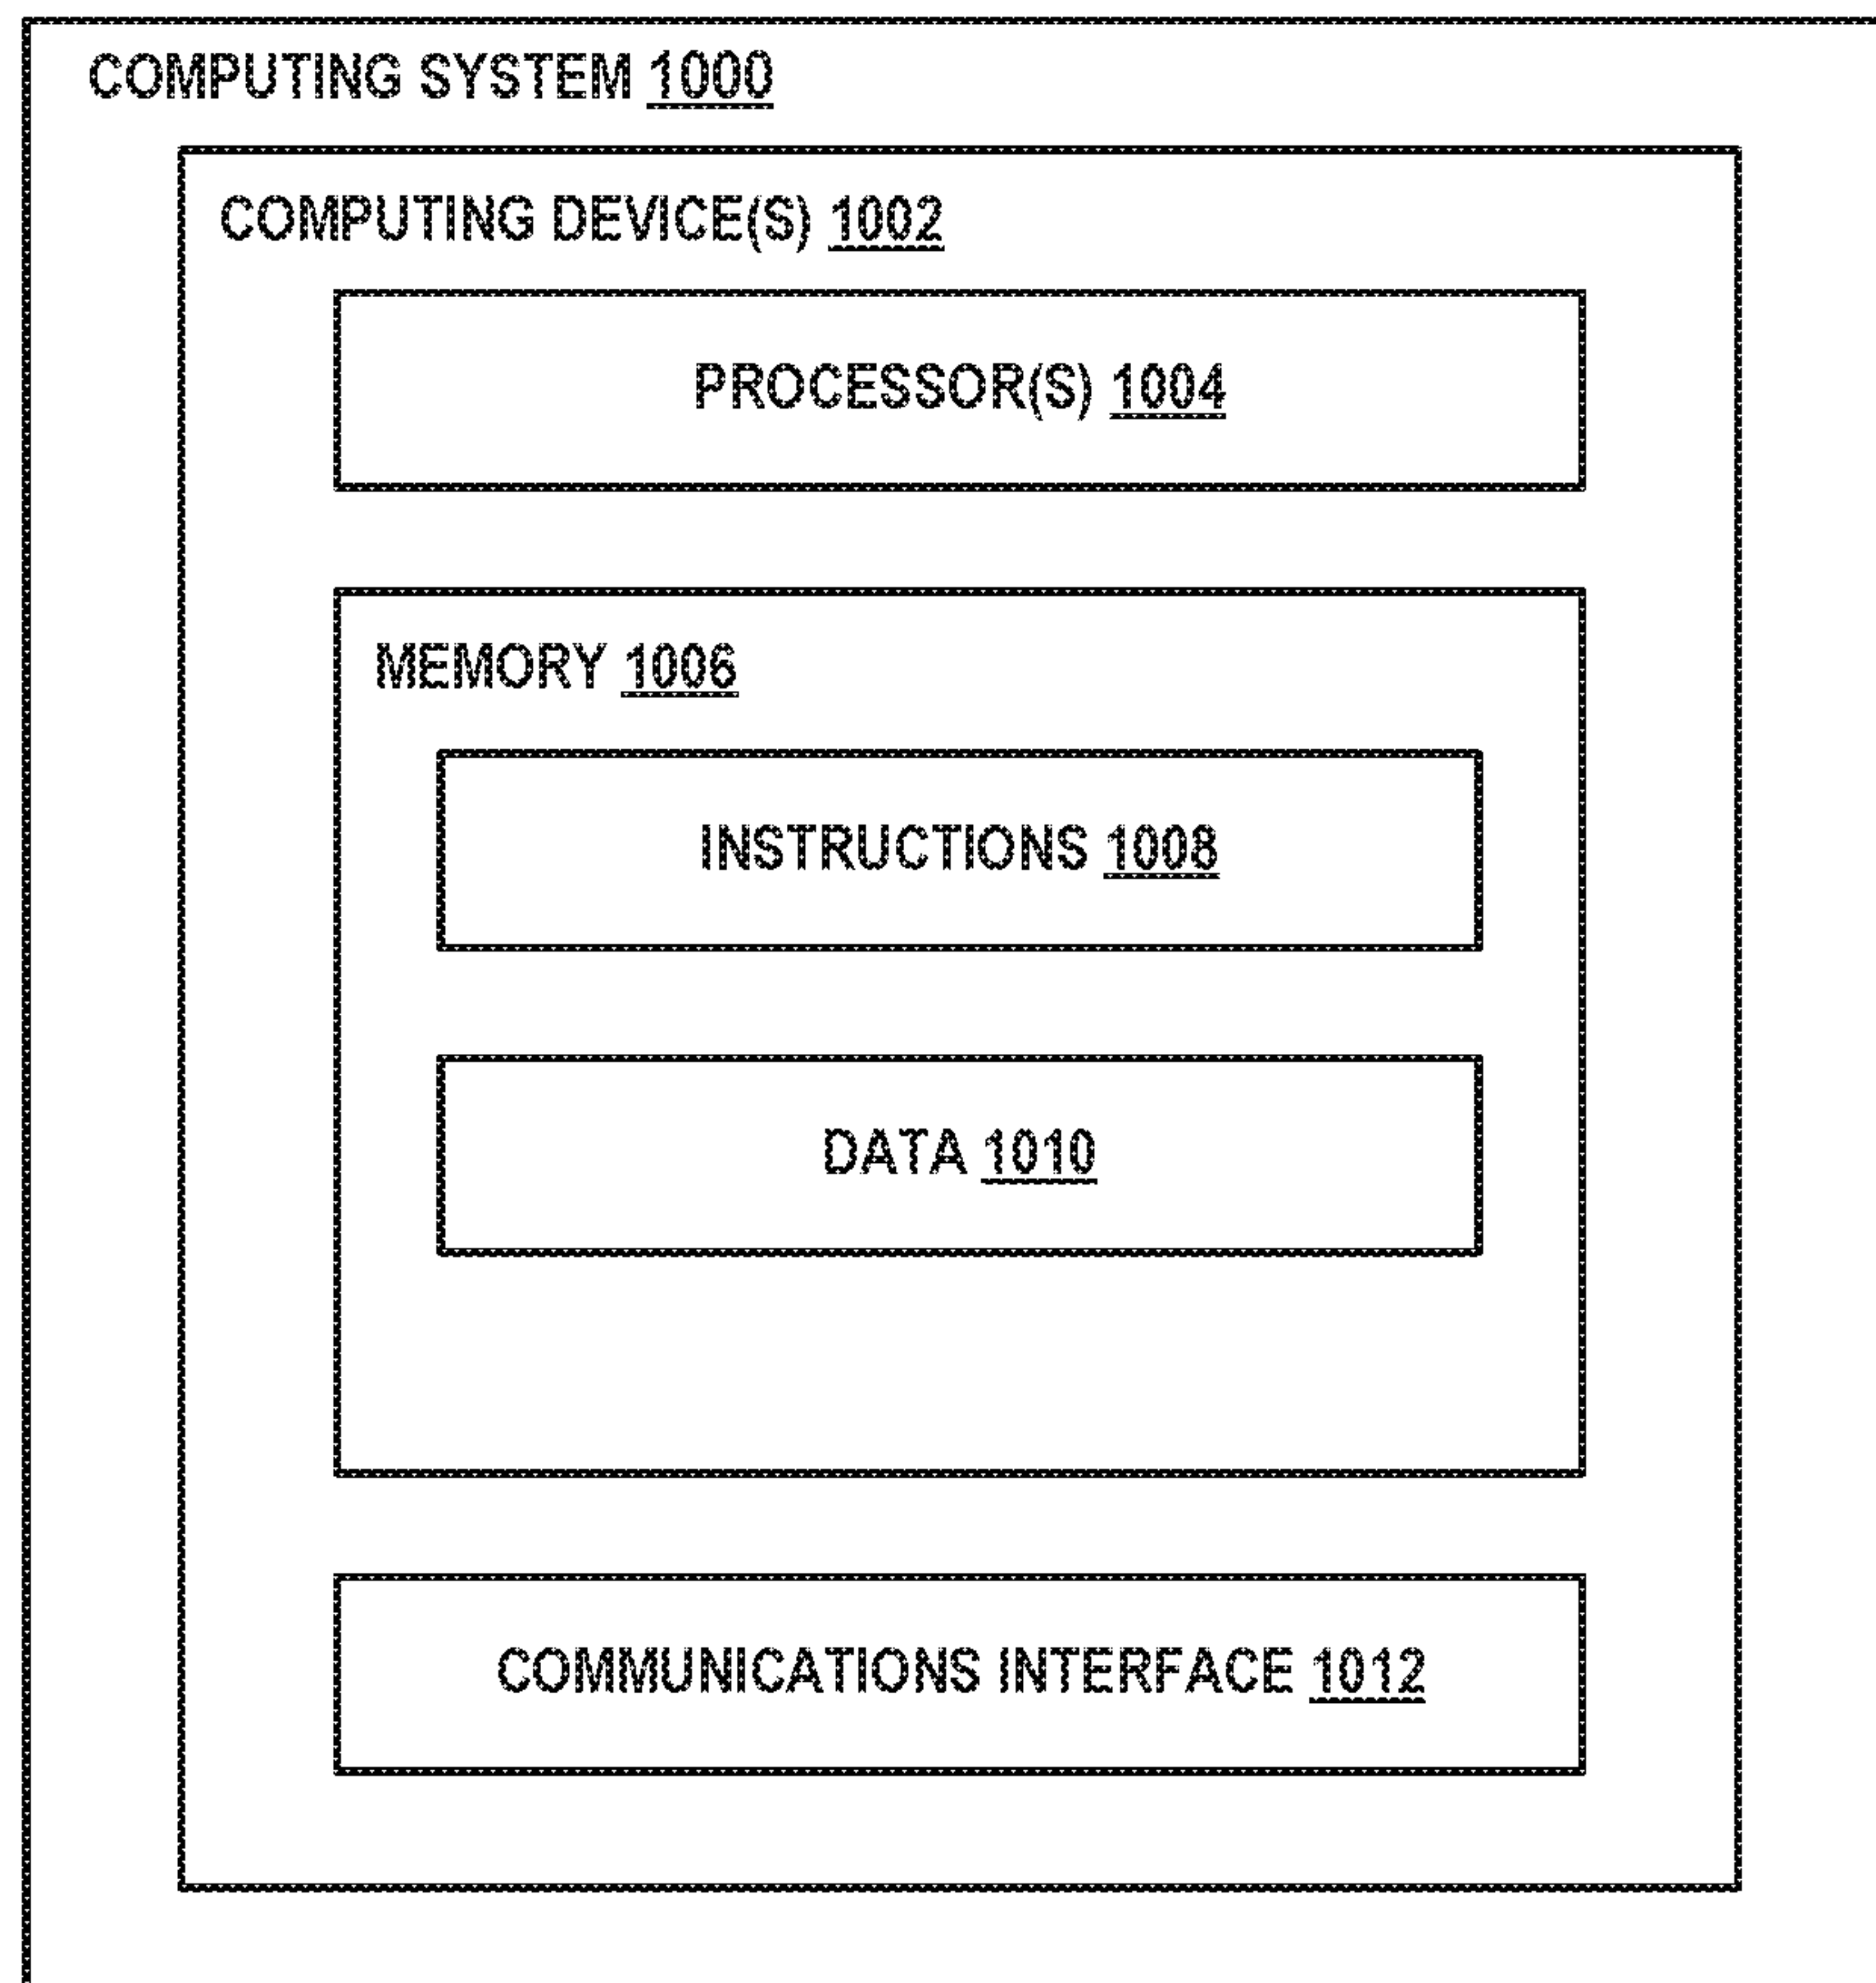 COMPUTING SYSTEM 1000
COMPUTING DEVICE(S) 1002
PROCESSOR(S) 1004
MEMORY 1006
INSTRUCTIONS 1008
DATA 1010
COMMUNICATIONS INTERFACE 1012